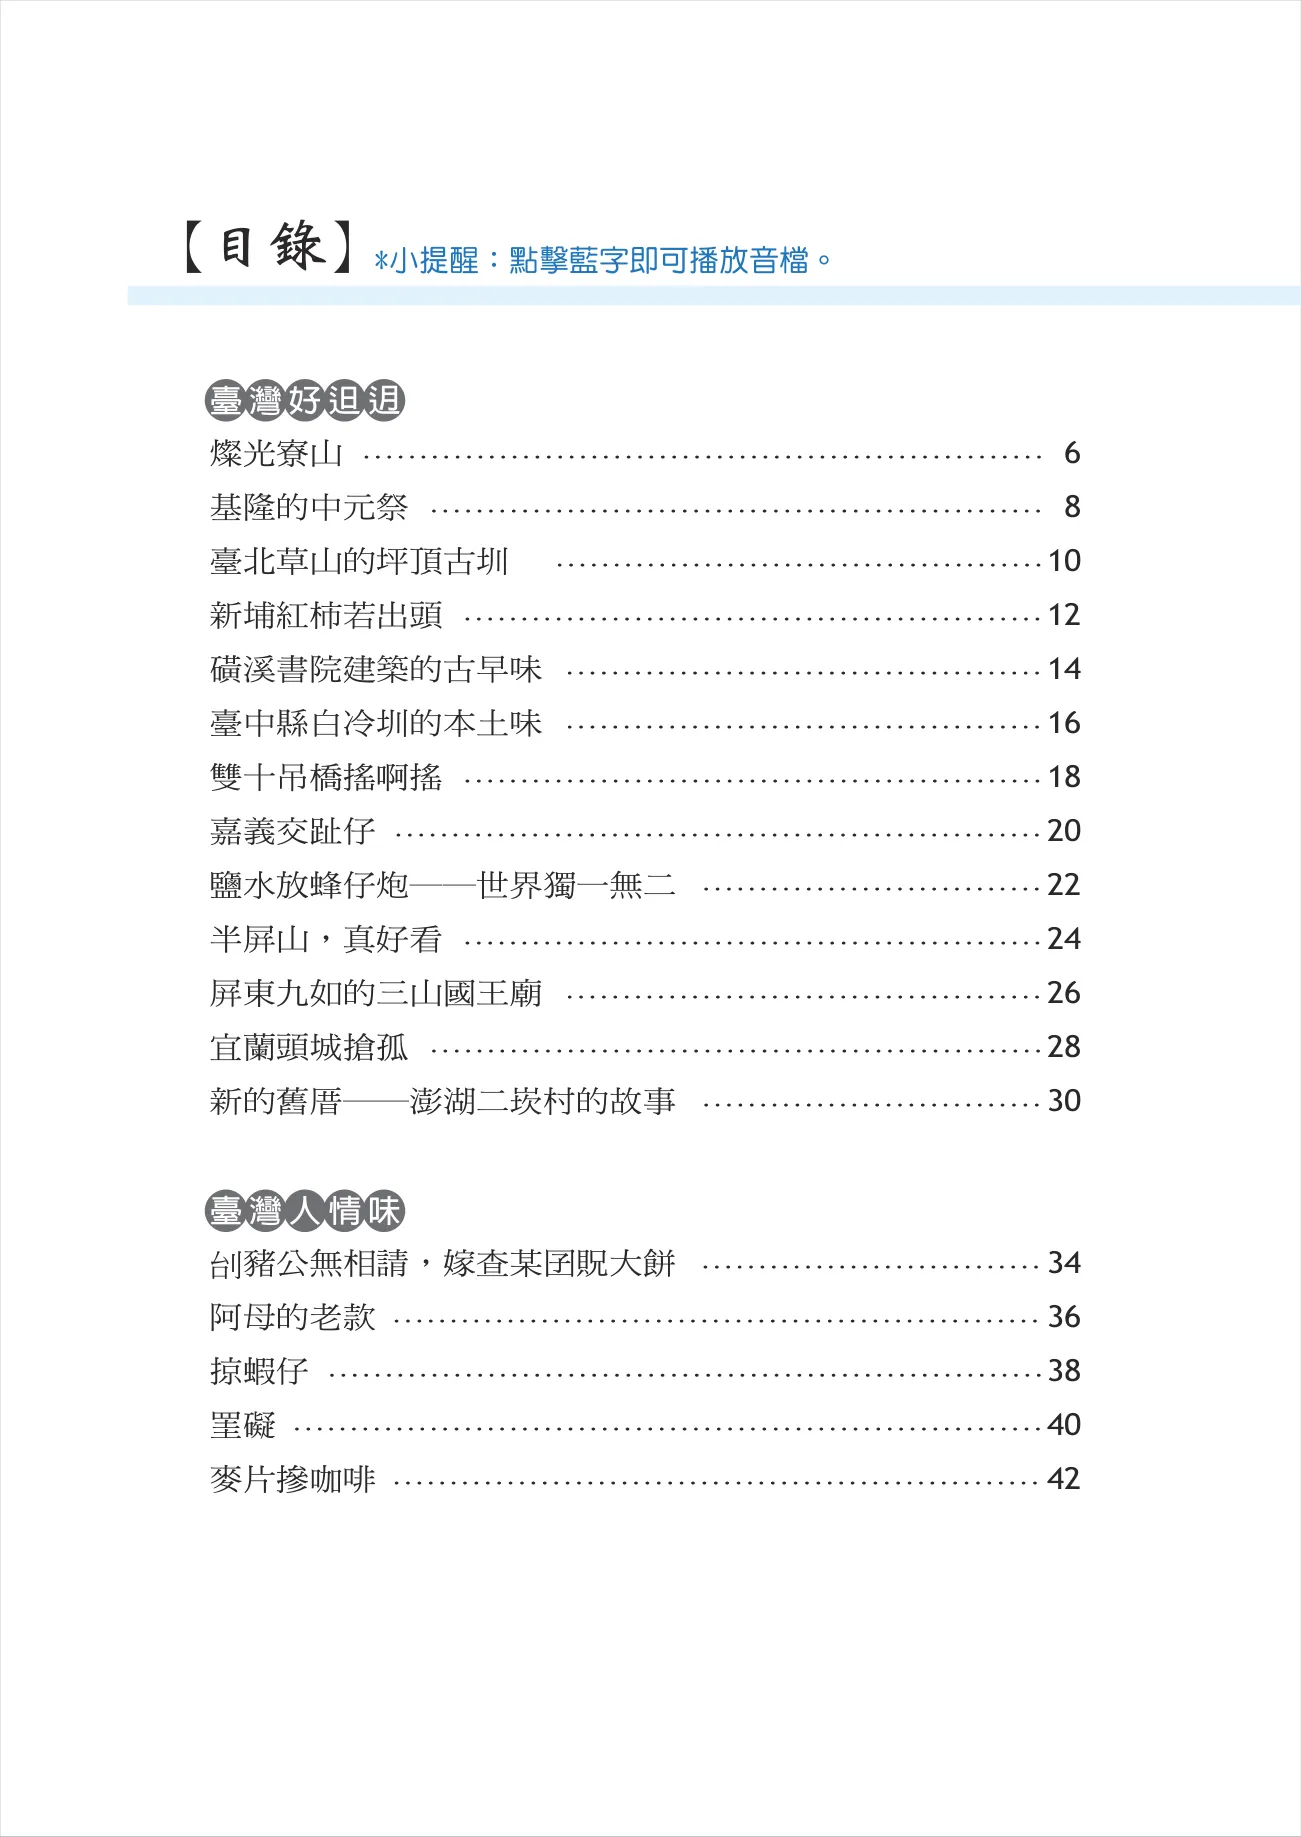 【目錄】*小提醒：點擊藍字即可播放音檔。
臺灣好𨑨迌
燦光寮山 6
基隆的中元祭 8
臺北草山的坪頂古圳 10
新埔紅柿若出頭 12
磺溪書院建築的古早味 14
臺中縣白冷圳的本土味 16
雙十吊橋搖啊搖 18
嘉義交趾仔 20
鹽水放蜂仔炮——世界獨一無二 22
半屏山，真好看 24
屏東九如的三山國王廟 26
宜蘭頭城搶孤 28
新的舊厝——澎湖二崁村的故事 30
臺灣人情味
刣豬公無相請，嫁查某囝貺大餅 34
阿母的老款 36
掠蝦仔 38
罣礙 40
麥片摻咖啡 42